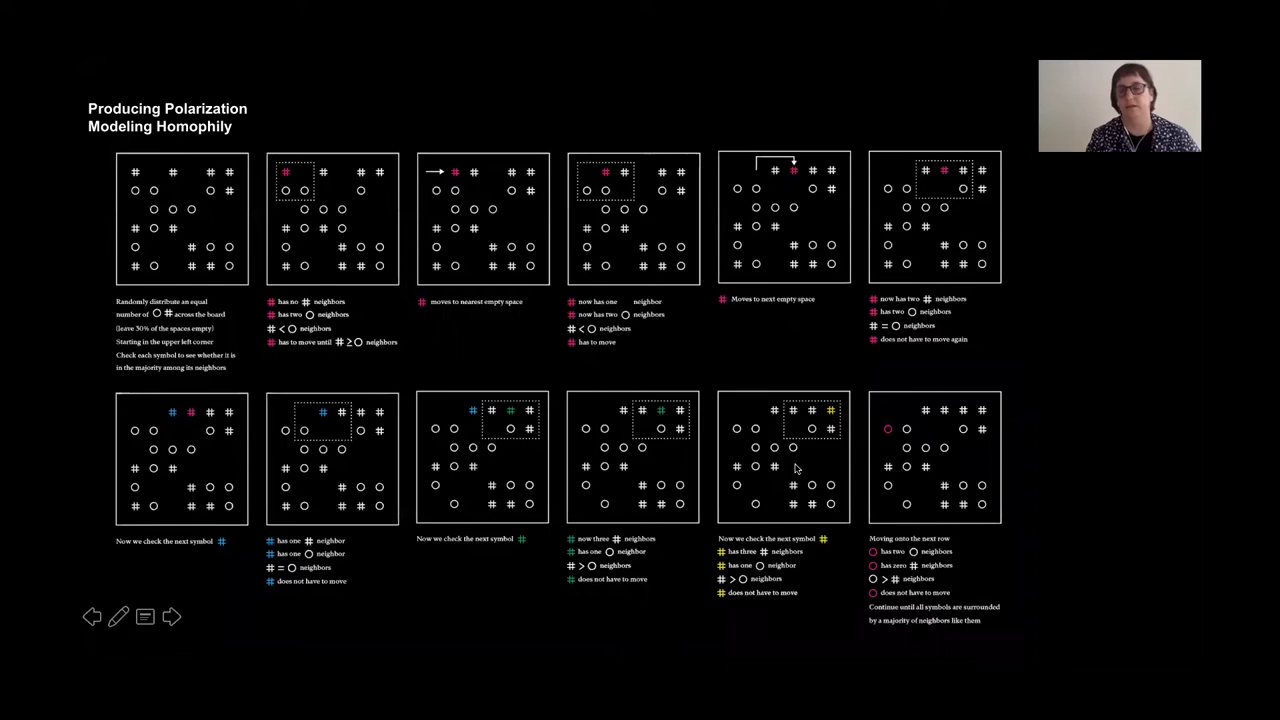 Producing Polarization
Modeling Homophily
Randomly distribute an equal
number of O # across the board
(leave 30% of the spaces empty)
Starting in the upper left corner
Check each symbol to see whether it is
in the majority among its neighbors
# has no # neighbors
# has two O neighbors
# < O neighbors
# has to move until # ≥ O neighbors
# moves to nearest empty space
# now has one neighbor
# now has two O neighbors
# < O neighbors
# has to move
# Moves to next empty space
# now has two # neighbors
# has two O neighbors
# = O neighbors
# does not have to move again
Now we check the next symbol #
# has one # neighbor
# has one O neighbor
# = O neighbors
# does not have to move
Now we check the next symbol #
# now three # neighbors
# has one O neighbor
# > O neighbors
# does not have to move
Now we check the next symbol #
# has three # neighbors
# has one O neighbor
# > O neighbors
# does not have to move
Moving onto the next row
O has two O neighbors
O has zero # neighbors
O > # neighbors
O does not have to move
Continue until all symbols are surrounded
by a majority of neighbors like them